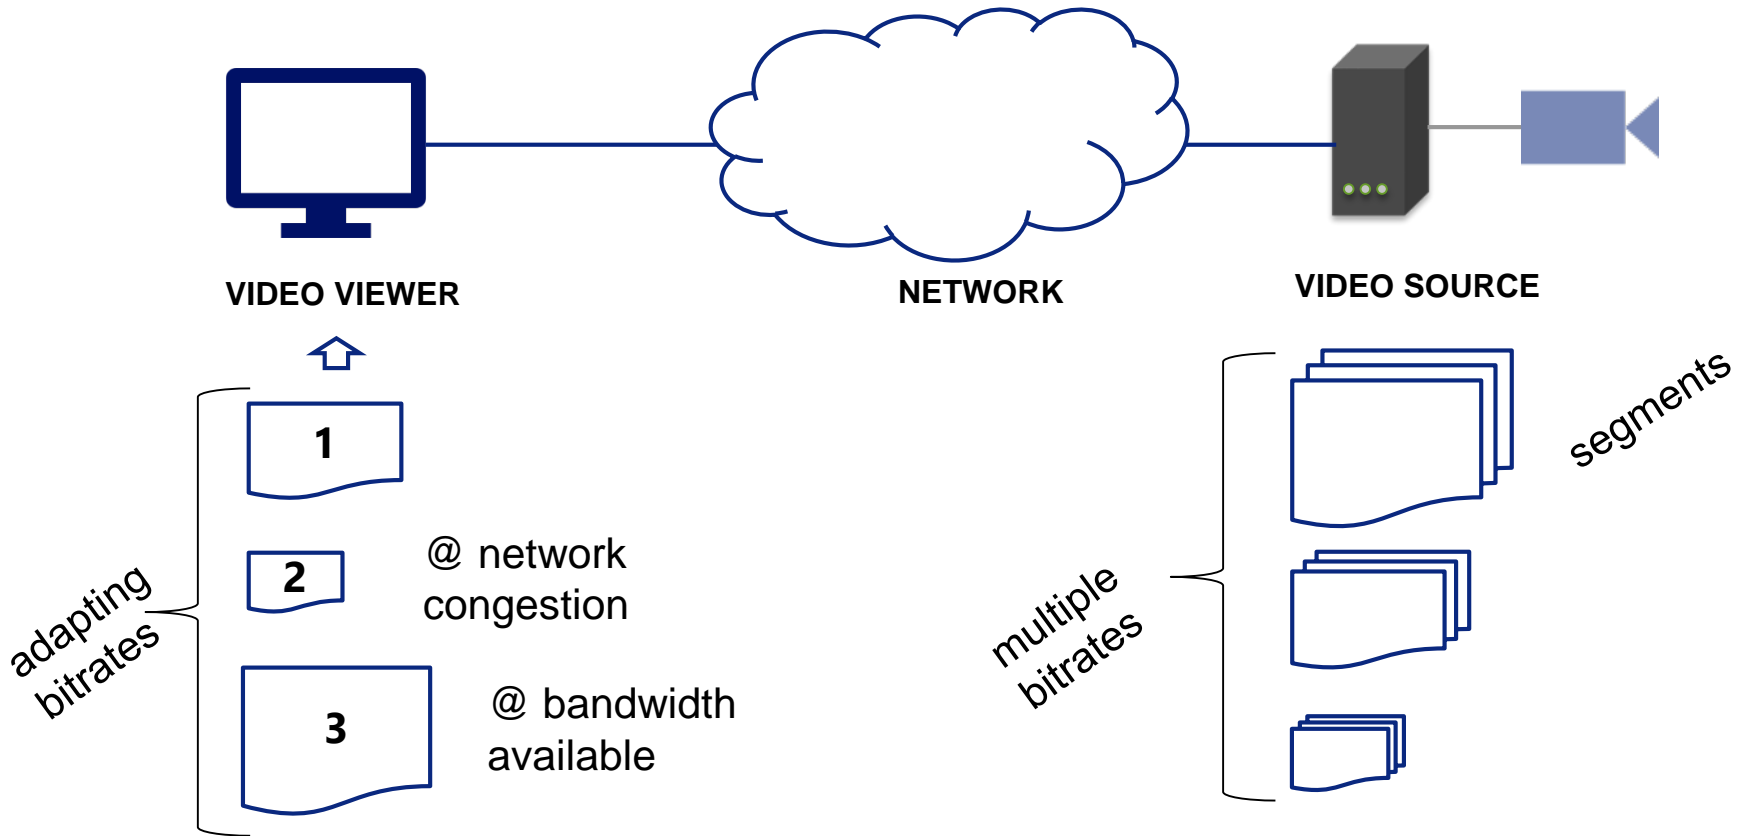 VIDEO VIEWER
NETWORK
VIDEO SOURCE
1
2
3
@ network
congestion
@ bandwidth
available
adapting
bitrates
multiple
bitrates
segments